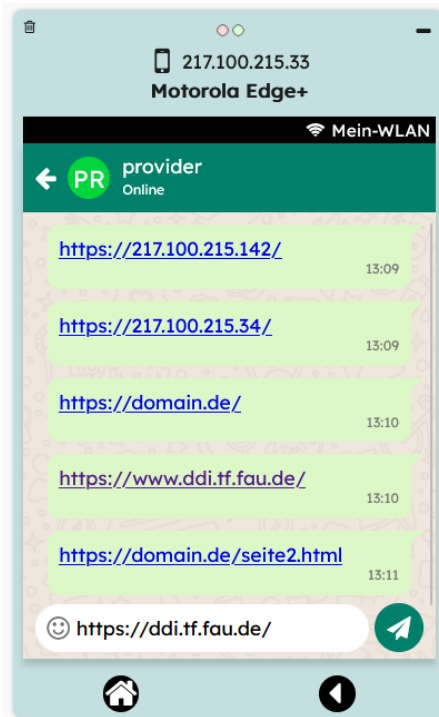 217.100.215.33
Motorola Edge+
Mein-WLAN
PR
provider
Online
https://217.100.215.142/
13:09
https://217.100.215.34/
13:09
https://domain.de/
13:10
https://www.ddi.tf.fau.de/
13:10
https://domain.de/seite2.html
13:11
https://ddi.tf.fau.de/